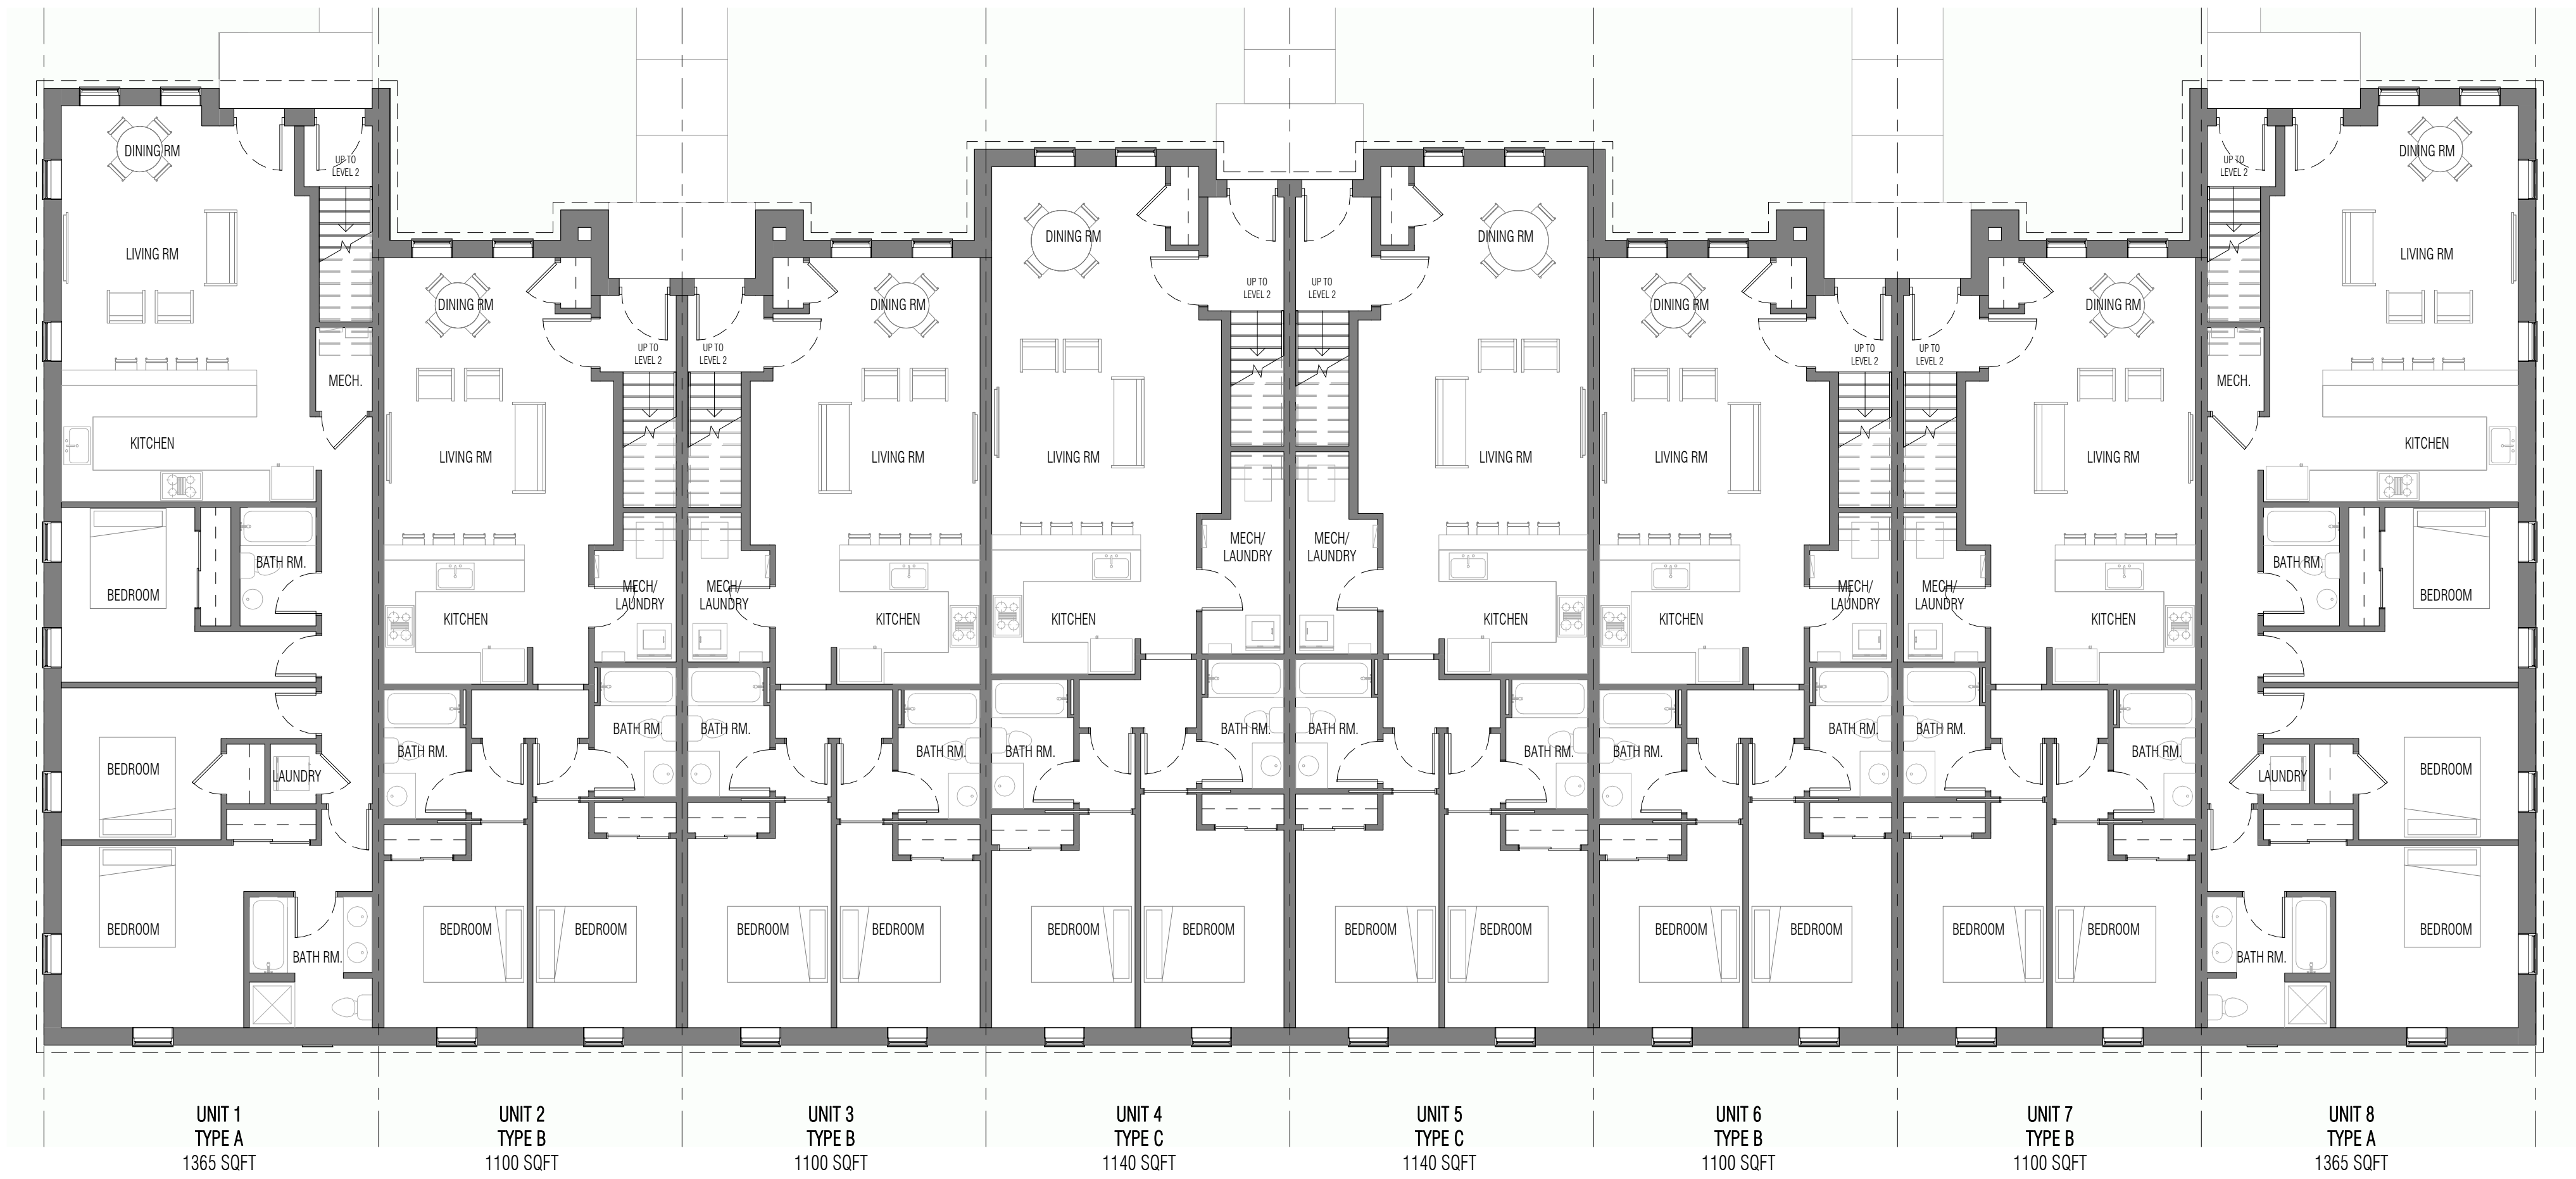 DINING RM
UP TO
LEVEL 2
LIVING RM
MECH.
KITCHEN
BATH RM.
BEDROOM
BEDROOM
LAUNDRY
BEDROOM
BATH RM.
DINING RM
UP TO
LEVEL 2
LIVING RM
MECH/
LAUNDRY
KITCHEN
BATH RM.
BATH RM.
BEDROOM
BEDROOM
DINING RM
UP TO
LEVEL 2
LIVING RM
MECH/
LAUNDRY
KITCHEN
BATH RM.
BATH RM.
BEDROOM
BEDROOM
DINING RM
UP TO
LEVEL 2
LIVING RM
MECH/
LAUNDRY
KITCHEN
BATH RM.
BATH RM.
BEDROOM
BEDROOM
DINING RM
UP TO
LEVEL 2
LIVING RM
MECH/
LAUNDRY
KITCHEN
BATH RM.
BATH RM.
BEDROOM
BEDROOM
DINING RM
UP TO
LEVEL 2
LIVING RM
MECH/
LAUNDRY
KITCHEN
BATH RM.
BATH RM.
BEDROOM
BEDROOM
DINING RM
UP TO
LEVEL 2
LIVING RM
MECH/
LAUNDRY
KITCHEN
BATH RM.
BATH RM.
BEDROOM
BEDROOM
DINING RM
UP TO
LEVEL 2
LIVING RM
MECH.
KITCHEN
BATH RM.
BEDROOM
BEDROOM
LAUNDRY
BEDROOM
BATH RM.
UNIT 1
TYPE A
1365 SQFT
UNIT 2
TYPE B
1100 SQFT
UNIT 3
TYPE B
1100 SQFT
UNIT 4
TYPE C
1140 SQFT
UNIT 5
TYPE C
1140 SQFT
UNIT 6
TYPE B
1100 SQFT
UNIT 7
TYPE B
1100 SQFT
UNIT 8
TYPE A
1365 SQFT